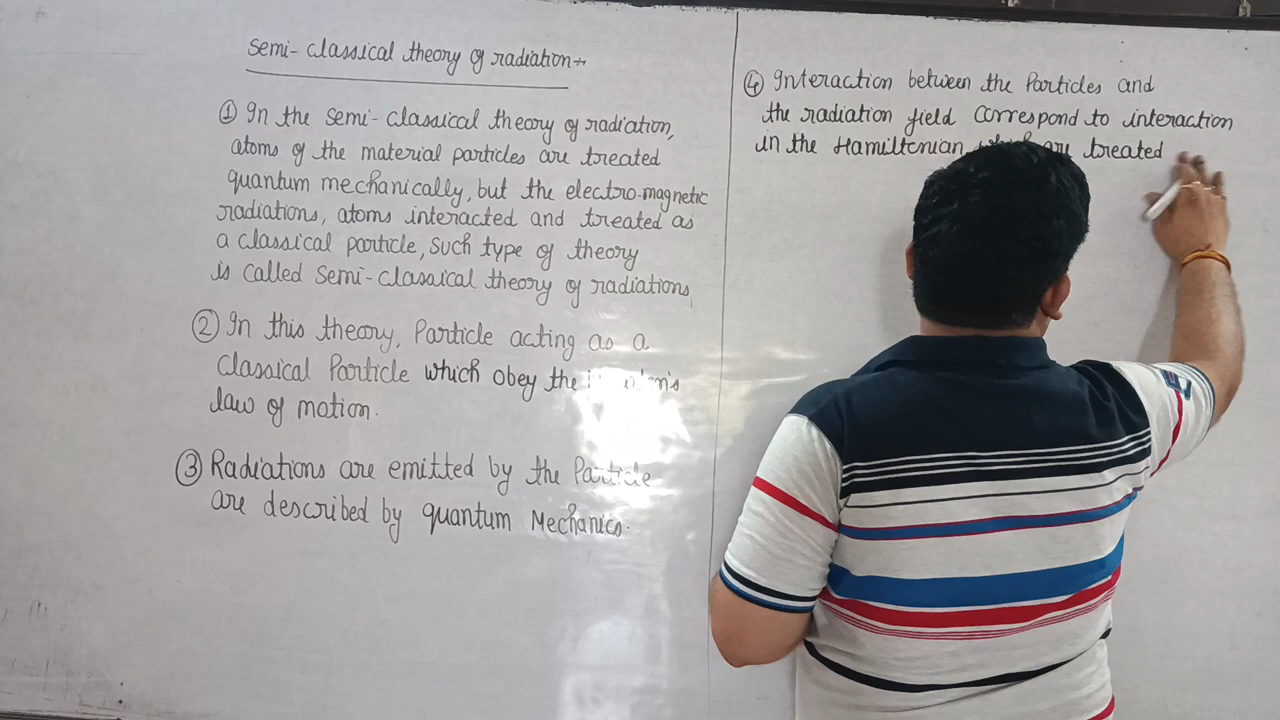 Semi-classical theory of radiation÷
① In the Semi-classical theory of radiation,
atoms of the material particles are treated
quantum mechanically, but the electro-magnetic
radiations, atoms interacted and treated as
a classical particle, such type of theory
is called Semi-classical theory of radiations,
② In this theory, Particle acting as a
Classical Particle which obey the
law of motion.
③ Radiations are emitted by the Particle
are described by quantum Mechanics.
④ Interaction between the Particles and
the radiation field correspond to interaction
in the Hamiltonian are treated